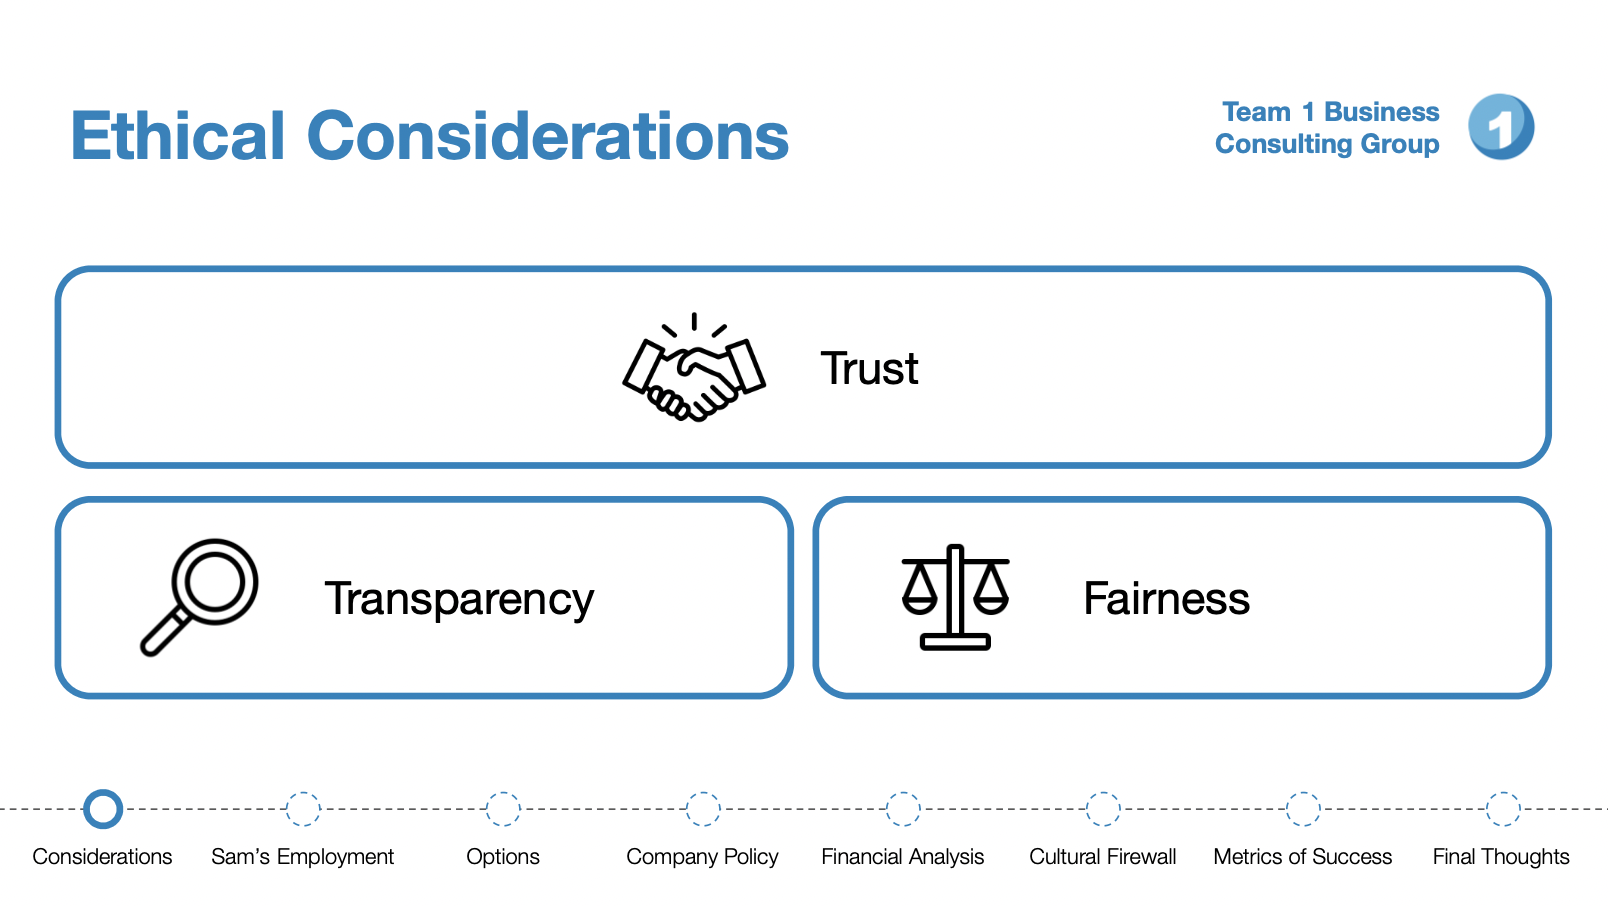 Ethical Considerations
Team 1 Business
Consulting Group
1
Trust
Transparency
Fairness
Considerations
Sam’s Employment
Options
Company Policy
Financial Analysis
Cultural Firewall
Metrics of Success
Final Thoughts